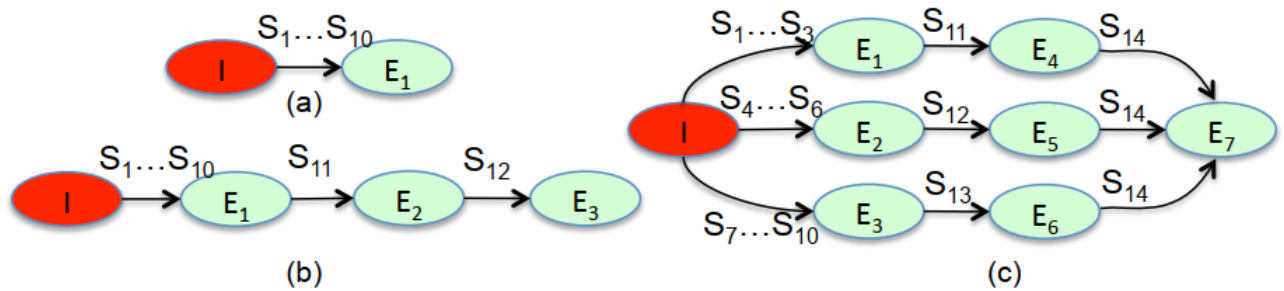 S₁…S₁₀
I E₁
(a)
S₁…S₁₀ S₁₁ S₁₂
I E₁ E₂ E₃
(b)
S₁…S₃ S₁₁ S₁₄
E₁ E₄
S₄…S₆ S₁₂ S₁₄
I E₂ E₅ E₇
S₁₃ S₁₄
E₃ E₆
S₇…S₁₀
(c)